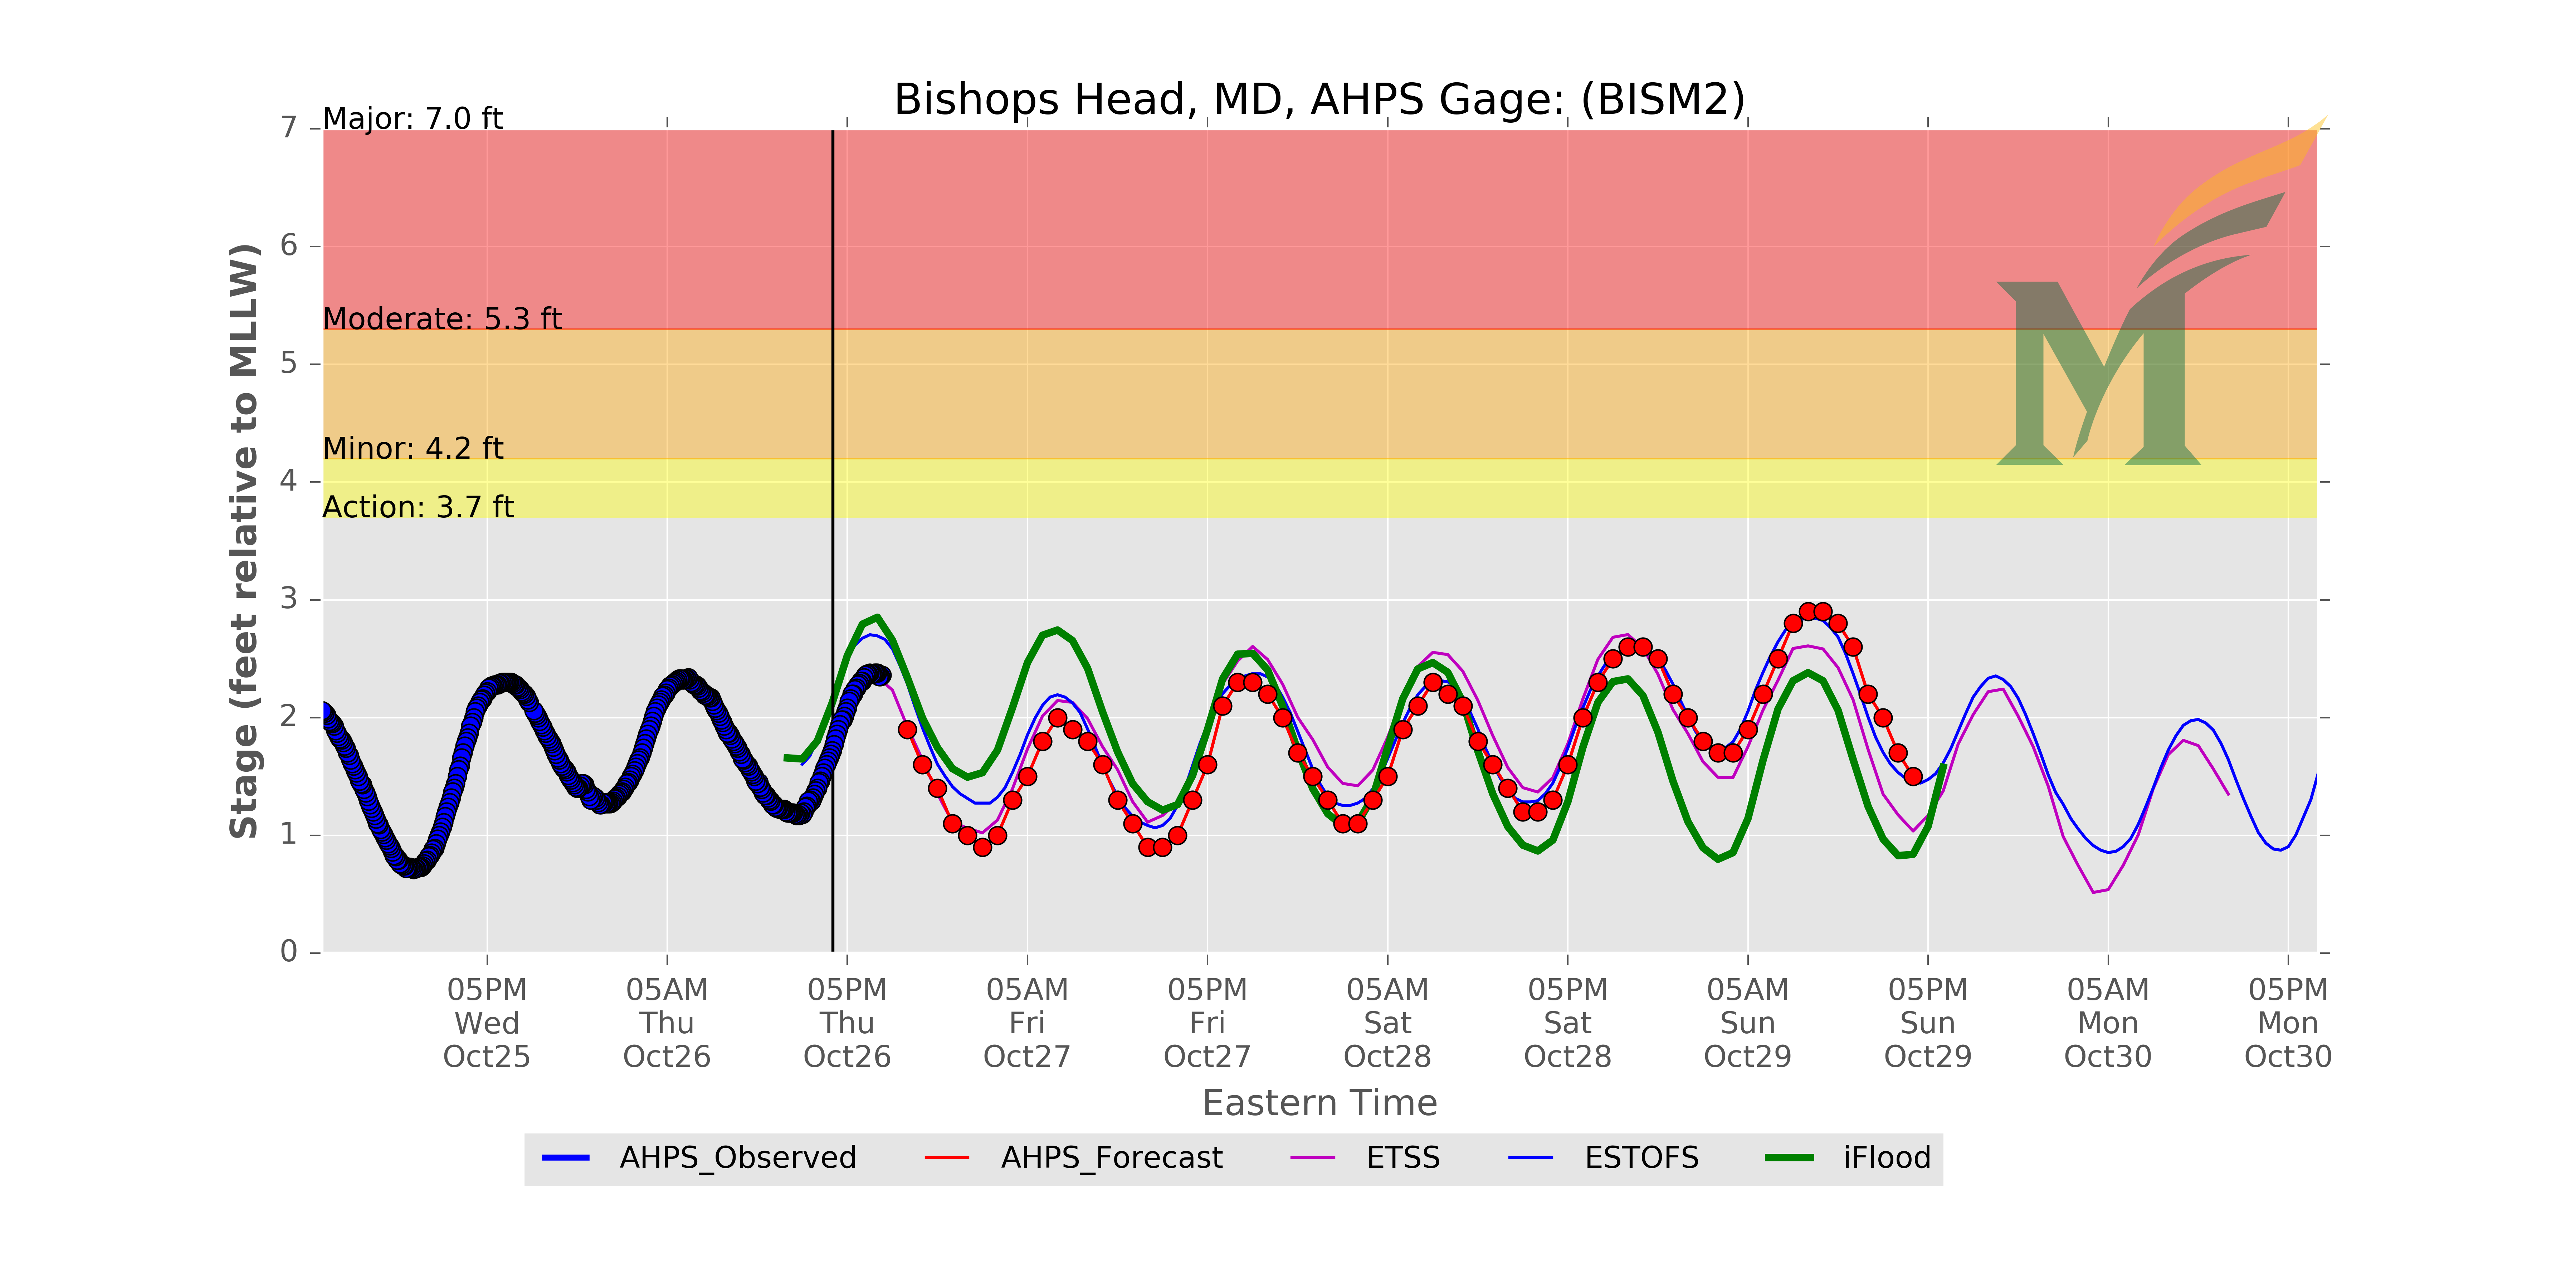 Bishops Head, MD, AHPS Gage: (BISM2)
Major: 7.0 ft
Moderate: 5.3 ft
Minor: 4.2 ft
Action: 3.7 ft
Stage (feet relative to MLLW)
7
6
5
4
3
2
1
0
05PM
Wed
Oct25
05AM
Thu
Oct26
05PM
Thu
Oct26
05AM
Fri
Oct27
05PM
Fri
Oct27
05AM
Sat
Oct28
05PM
Sat
Oct28
05AM
Sun
Oct29
05PM
Sun
Oct29
05AM
Mon
Oct30
05PM
Mon
Oct30
Eastern Time
AHPS_Observed
AHPS_Forecast
ETSS
ESTOFS
iFlood
M